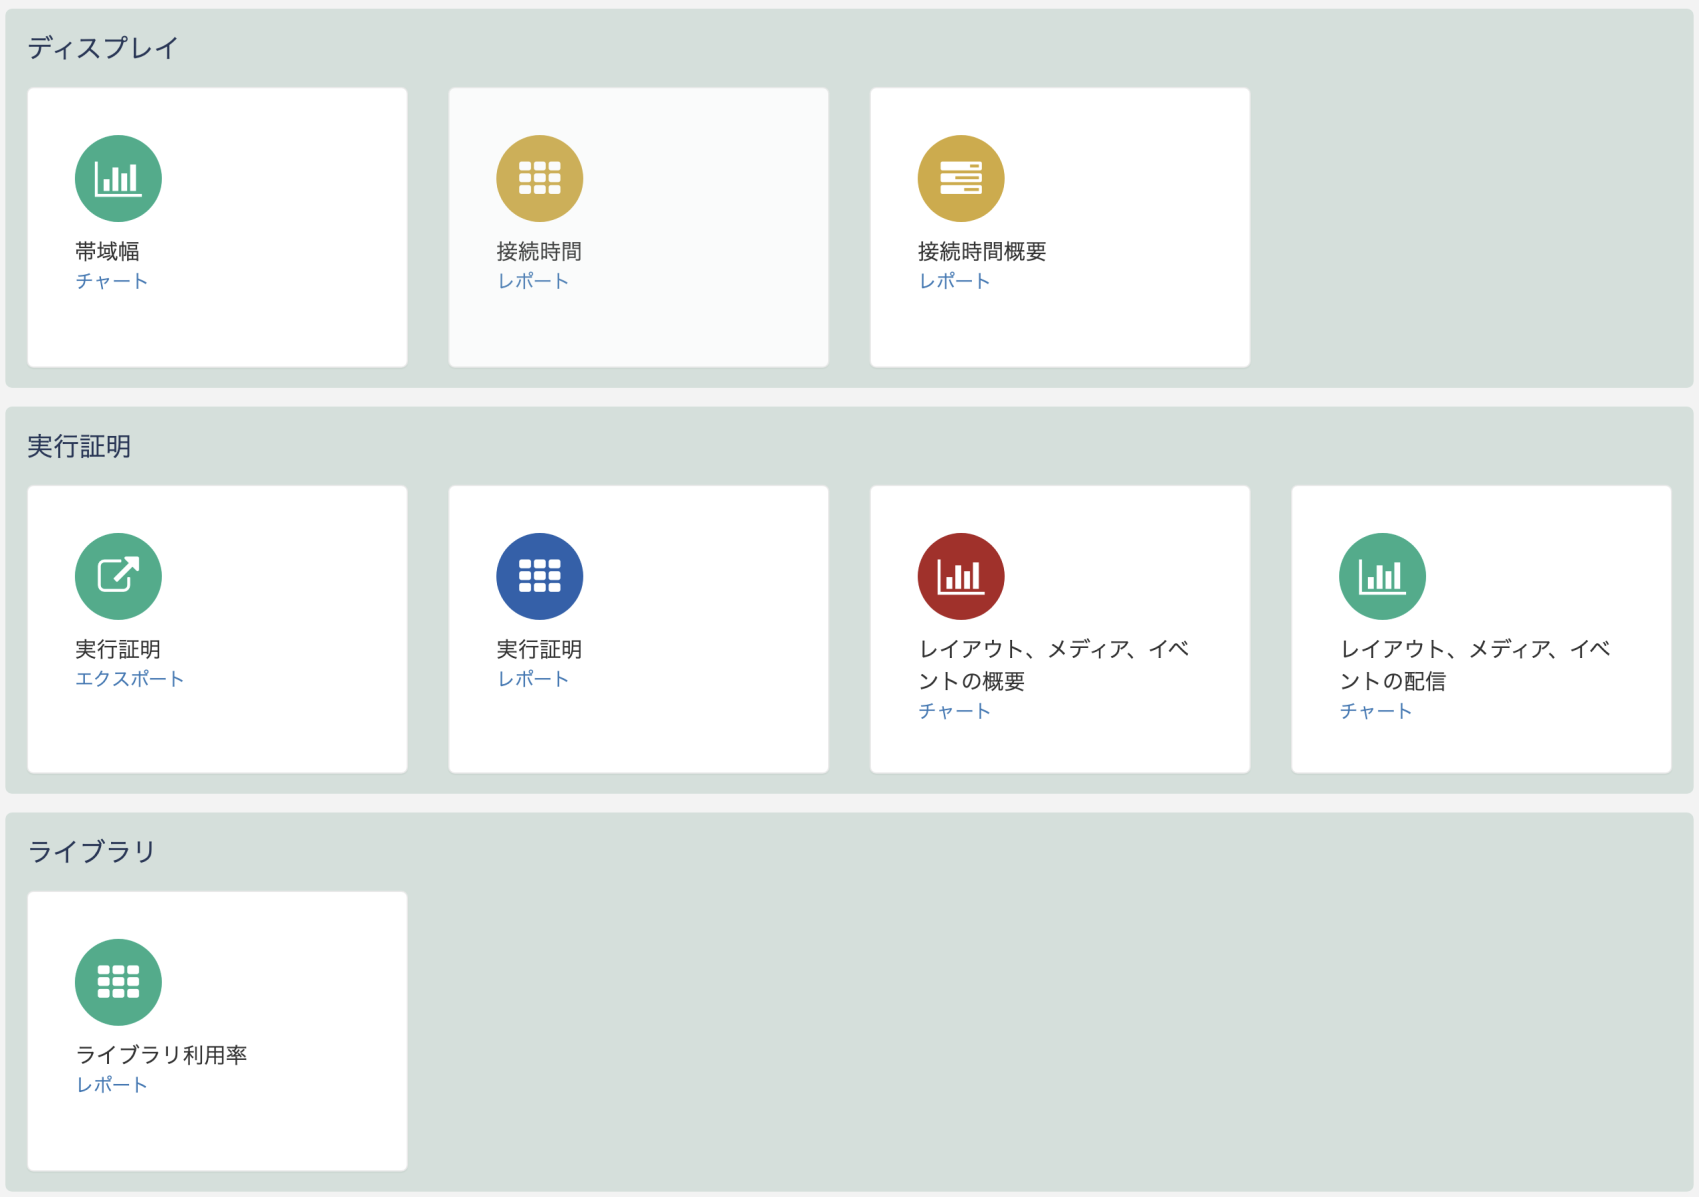 ディスプレイ
帯域幅
チャート
接続時間
レポート
接続時間概要
レポート
実行証明
実行証明
エクスポート
実行証明
レポート
レイアウト、メディア、イベ
ントの概要
チャート
レイアウト、メディア、イベ
ントの配信
チャート
ライブラリ
ライブラリ利用率
レポート